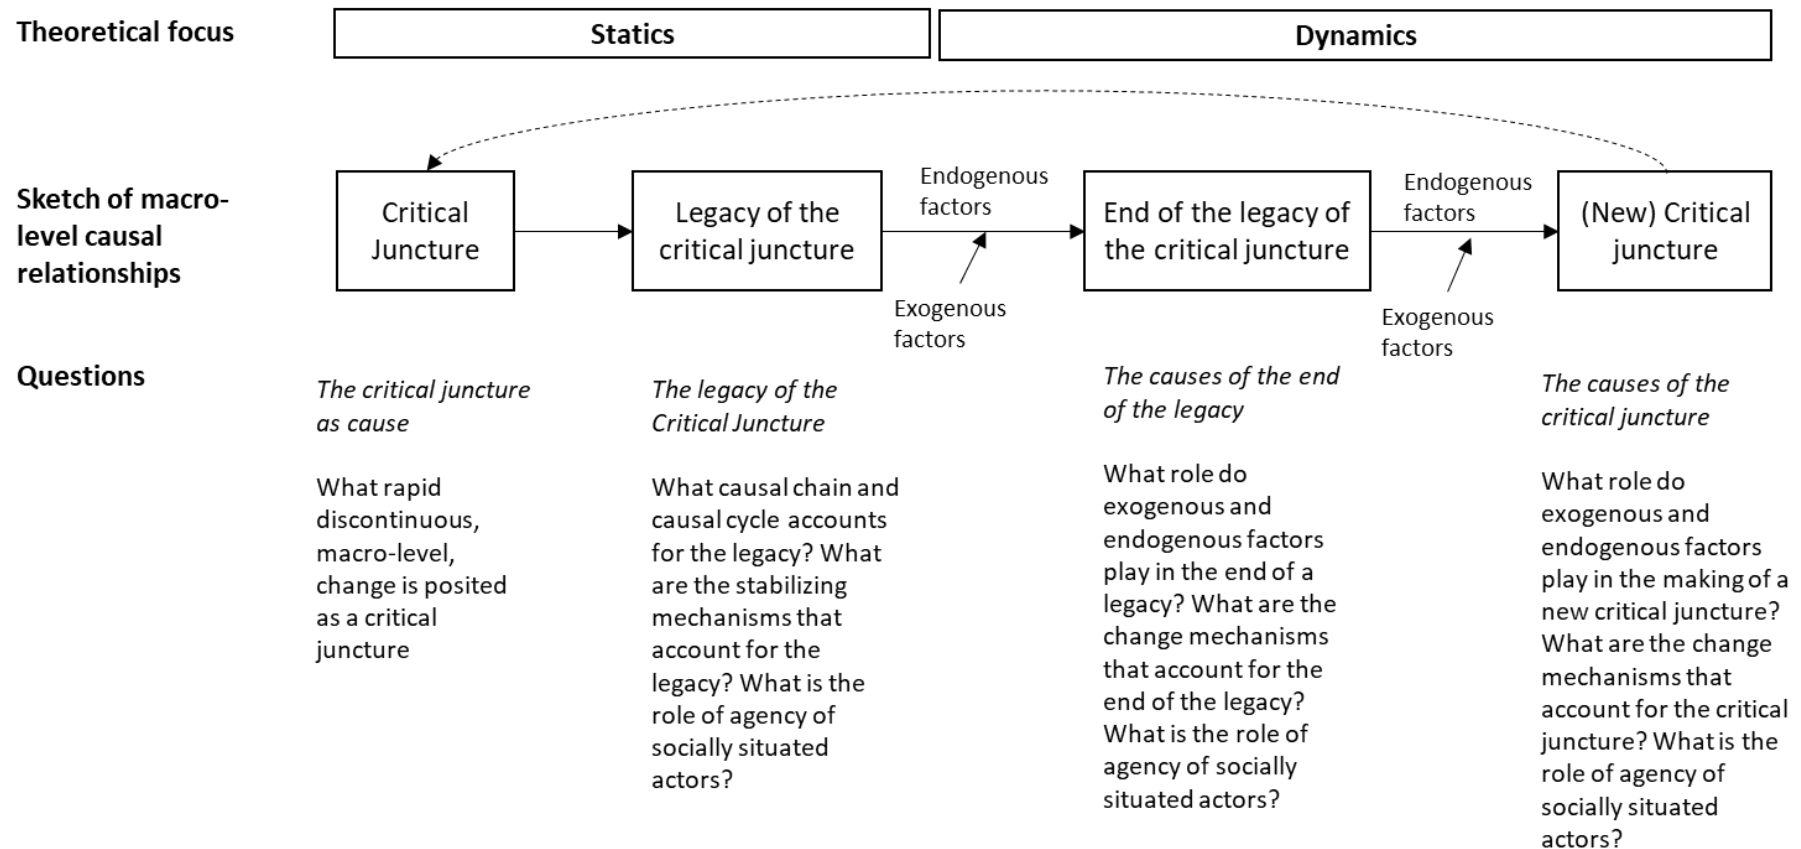 Theoretical focus
Statics
Dynamics
Sketch of macro-
level causal
relationships
Critical
Juncture
Legacy of the
critical juncture
Endogenous
factors
Exogenous
factors
End of the legacy of
the critical juncture
Endogenous
factors
Exogenous
factors
(New) Critical
juncture
Questions
The critical juncture
as cause
What rapid
discontinuous,
macro-level,
change is posited
as a critical
juncture
The legacy of the
Critical Juncture
What causal chain and
causal cycle accounts
for the legacy? What
are the stabilizing
mechanisms that
account for the
legacy? What is the
role of agency of
socially situated
actors?
The causes of the end
of the legacy
What role do
exogenous and
endogenous factors
play in the end of a
legacy? What are the
change mechanisms
that account for the
end of the legacy?
What is the role of
agency of socially
situated actors?
The causes of the
critical juncture
What role do
exogenous and
endogenous factors
play in the making of a
new critical juncture?
What are the change
mechanisms that
account for the critical
juncture? What is the
role of agency of
socially situated
actors?